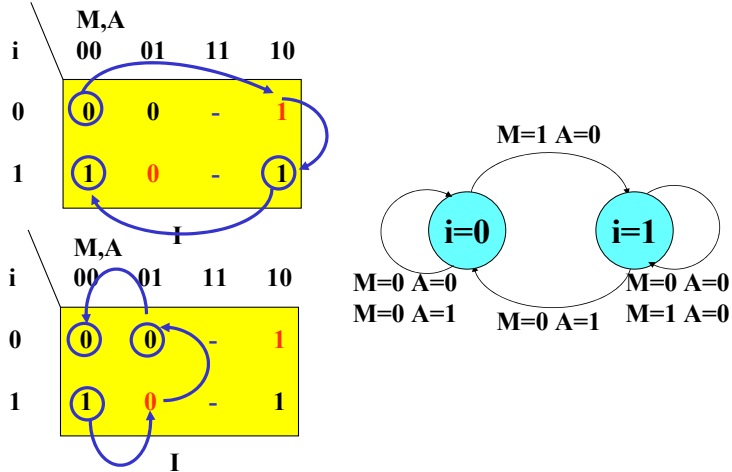 M,A
i 00 01 11 10
0 0 0 - 1
1 1 0 - 1
I
M,A
i 00 01 11 10
0 0 0 - 1
1 1 0 - 1
I
M=1 A=0
i=0 i=1
M=0 A=0
M=0 A=1
M=0 A=1
M=0 A=0
M=1 A=0